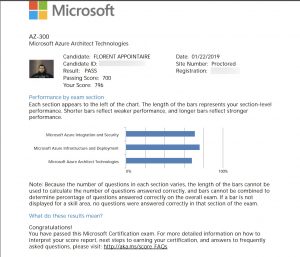 Microsoft
AZ-300
Microsoft Azure Architect Technologies
Candidate: FLORENT APPOINTAIRE
Date: 01/22/2019
Candidate ID:
Site Number: Proctored
Result: PASS
Registration:
Passing Score: 700
Your Score: 796
Performance by exam section
Each section appears to the left of the chart. The length of the bars represents your section-level
performance. Shorter bars reflect weaker performance, and longer bars reflect stronger
performance.
Microsoft Azure Integration and Security
Microsoft Azure Infrastructure and Deployment
Microsoft Azure Architect Technologies
0%
100%
Note: Because the number of questions in each section varies, the length of the bars cannot be
used to calculate the number of questions answered correctly, and bars cannot be combined to
determine percentage of questions answered correctly on the overall exam. If a bar is not
displayed for a skill area, no questions were answered correctly in that section of the exam.
What do these results mean?
Congratulations!
You have passed this Microsoft Certification exam. For more detailed information on how to
interpret your score report, next steps to earning your certification, and answers to frequently
asked questions, please visit: http://aka.ms/score FAQs